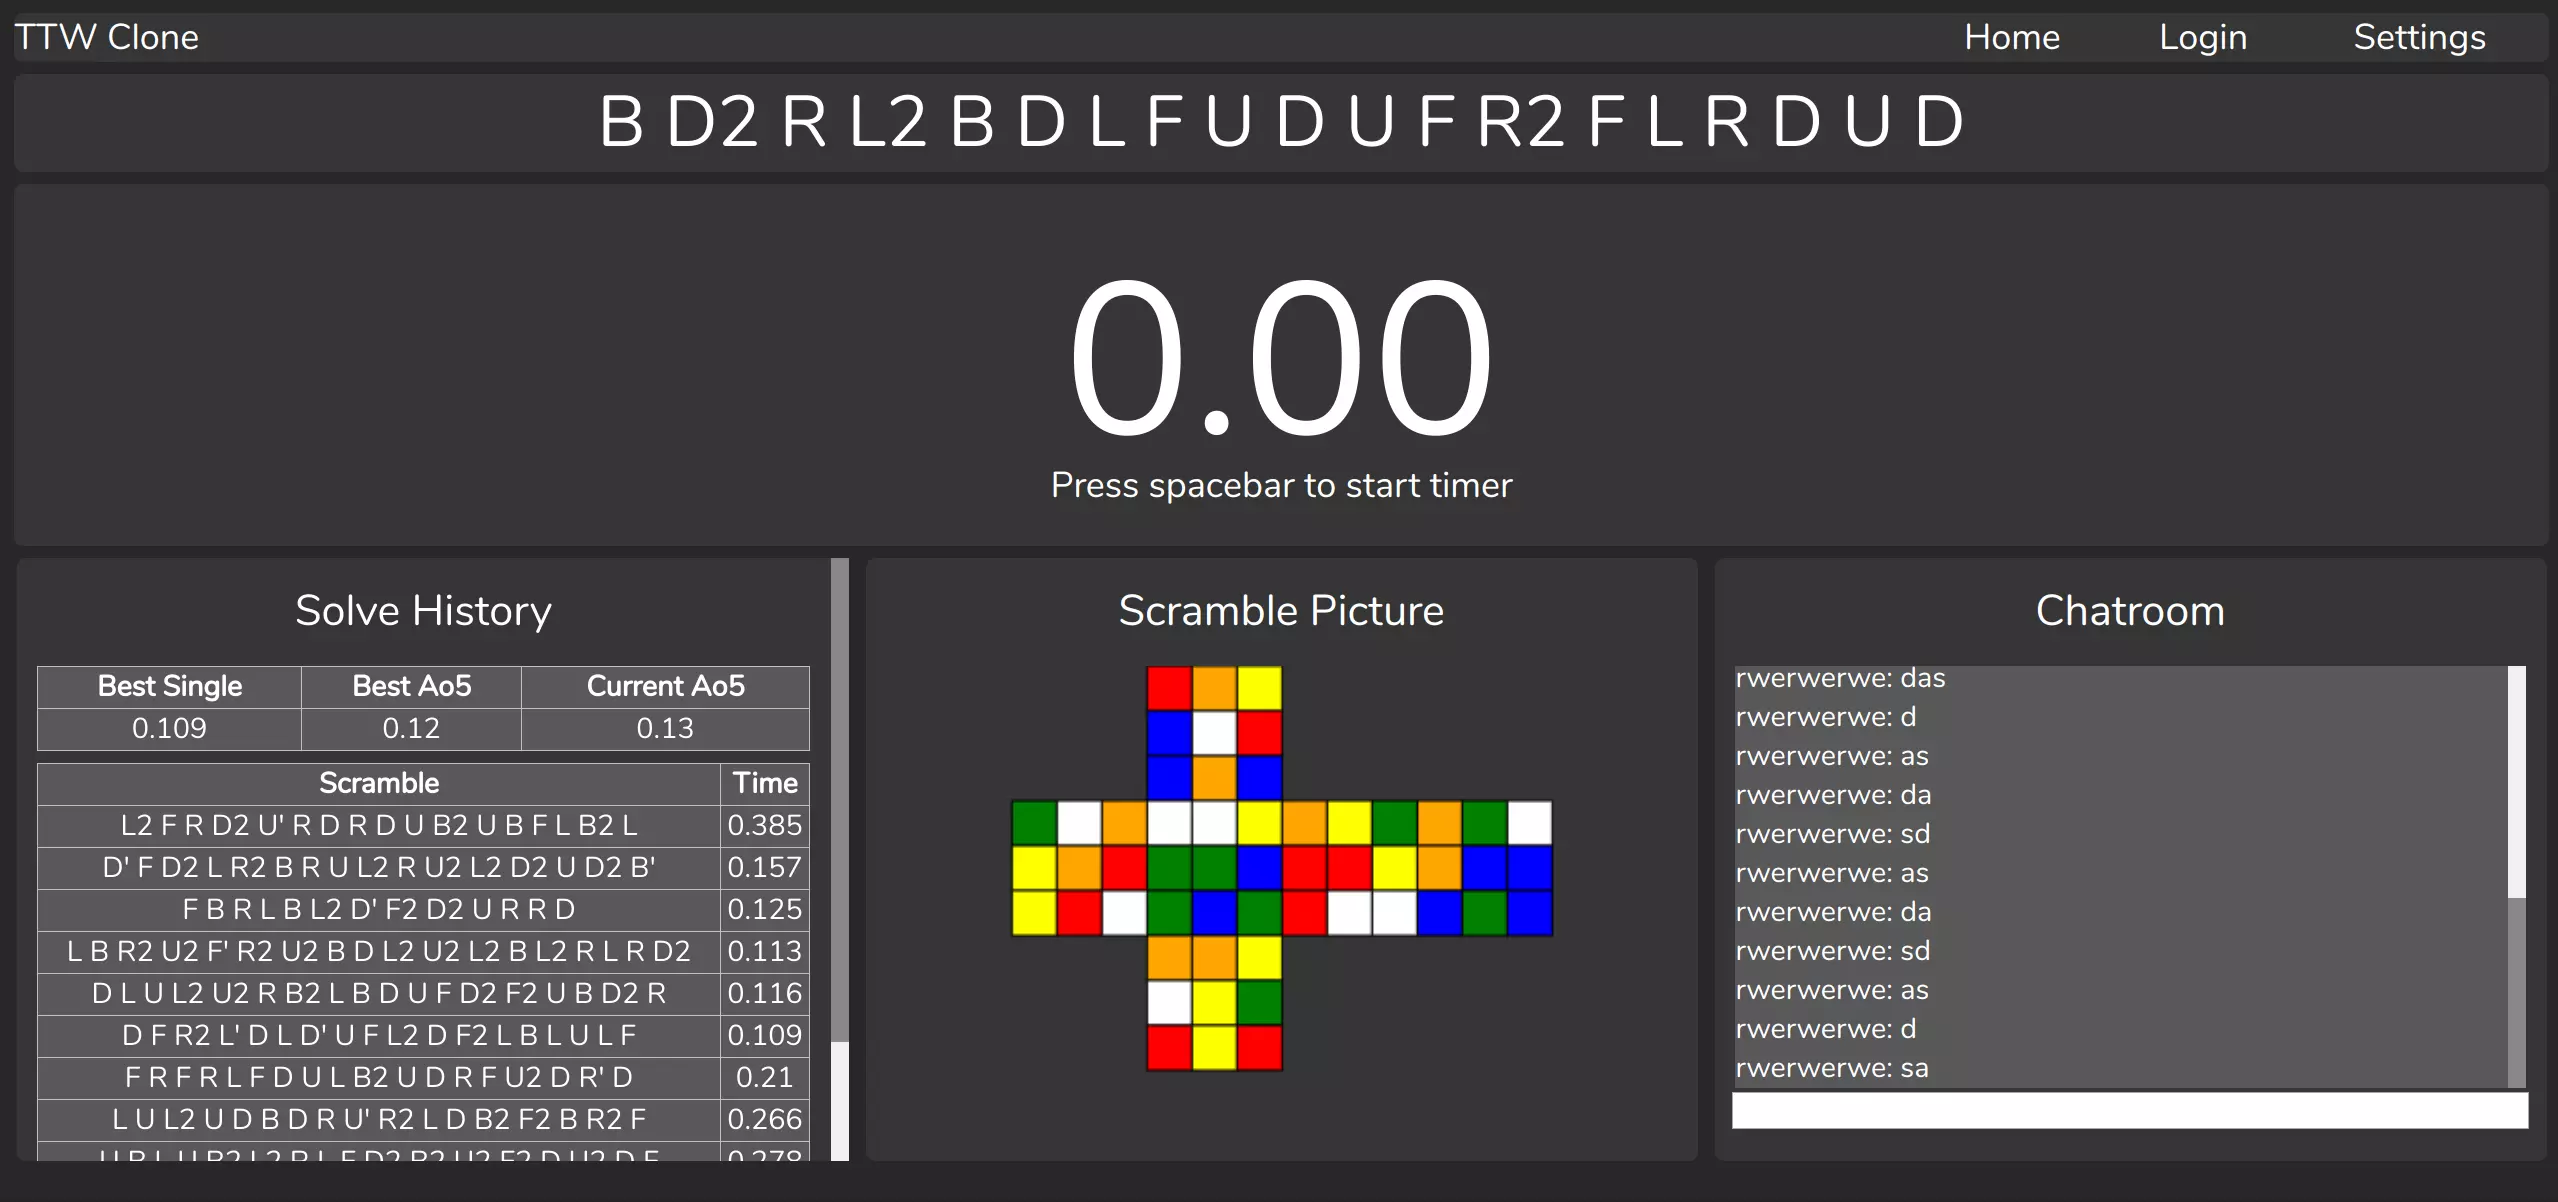 TTW Clone Home Login Settings
B D2 R L2 B D L F U D U F R2 F L R D U D
0.00
Press spacebar to start timer
Solve History
Best Single Best Ao5 Current Ao5
0.109 0.12 0.13
Scramble Time
L2 F R D2 U' R D R D U B2 U B F L B2 L 0.385
D' F D2 L R2 B R U L2 R U2 L2 D2 U D2 B' 0.157
F B R L B L2 D' F2 D2 U R R D 0.125
L B R2 U2 F' R2 U2 B D L2 U2 L2 B L2 R L R D2 0.113
D L U L2 U2 R B2 L B D U F D2 F2 U B D2 R 0.116
D F R2 L' D L D' U F L2 D F2 L B L U L F 0.109
F R F R L F D U L B2 U D R F U2 D R' D 0.21
L U L2 U D B D R U' R2 L D B2 F2 B R2 F 0.266
0.278
Scramble Picture
Chatroom
rwerwerwe: das
rwerwerwe: d
rwerwerwe: as
rwerwerwe: da
rwerwerwe: sd
rwerwerwe: as
rwerwerwe: da
rwerwerwe: sd
rwerwerwe: as
rwerwerwe: d
rwerwerwe: sa